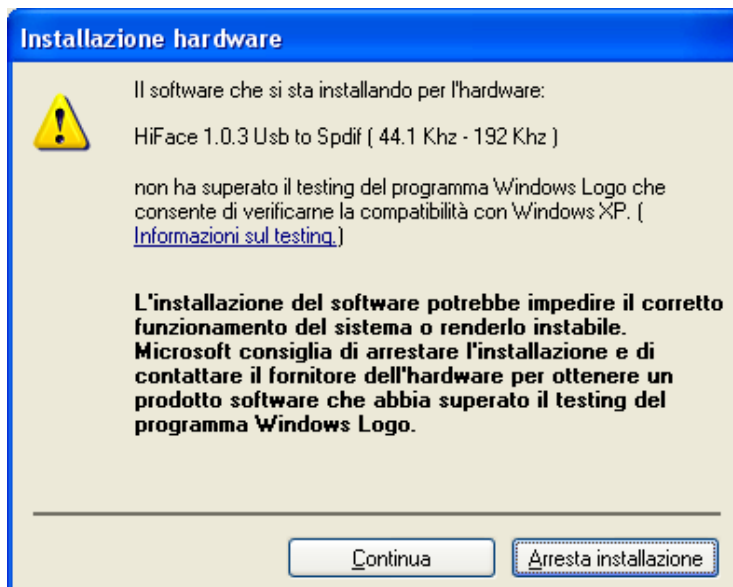 Installazione hardware
Il software che si sta installando per l'hardware:
HiFace 1.0.3 Usb to Spdif ( 44.1 Khz - 192 Khz )
non ha superato il testing del programma Windows Logo che
consente di verificarne la compatibilità con Windows XP. (
Informazioni sul testing.)
L'installazione del software potrebbe impedire il corretto
funzionamento del sistema o renderlo instabile.
Microsoft consiglia di arrestare l'installazione e di
contattare il fornitore dell'hardware per ottenere un
prodotto software che abbia superato il testing del
programma Windows Logo.
Continua
Arresta installazione